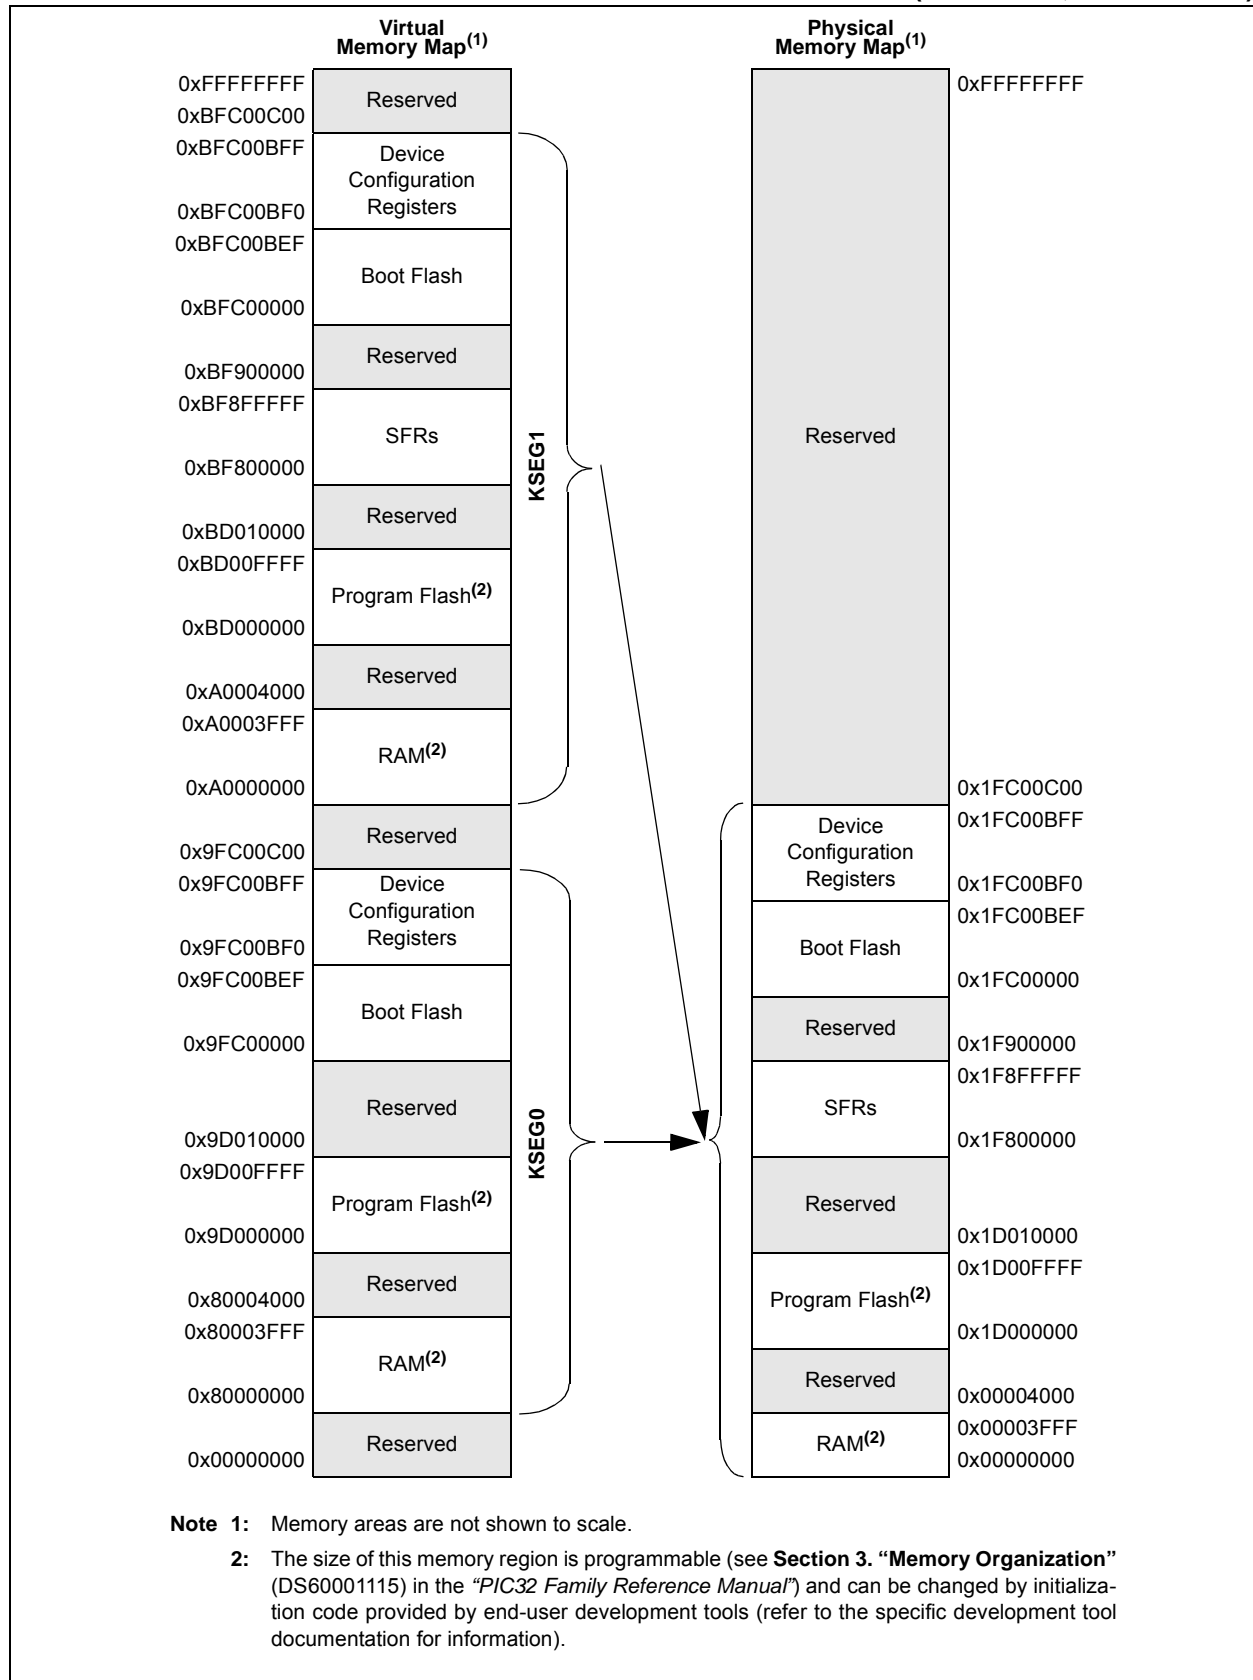 Virtual
Memory Map(1)
Physical
Memory Map(1)
0xFFFFFFFF
Reserved
0xBFC00C00
0xBFC00BFF
Device
Configuration
Registers
0xBFC00BF0
0xBFC00BEF
Boot Flash
0xBFC00000
Reserved
0xBF900000
0xBF8FFFFF
SFRs
0xBF800000
Reserved
0xBD010000
0xBD00FFFF
Program Flash(2)
0xBD000000
Reserved
0xA0004000
0xA0003FFF
RAM(2)
0xA0000000
Reserved
0x9FC00C00
0x9FC00BFF
Device
Configuration
Registers
0x9FC00BF0
0x9FC00BEF
Boot Flash
0x9FC00000
Reserved
0x9D010000
0x9D00FFFF
Program Flash(2)
0x9D000000
Reserved
0x80004000
0x80003FFF
RAM(2)
0x80000000
Reserved
0x00000000
KSEG1
KSEG0
0xFFFFFFFF
Reserved
0x1FC00C00
0x1FC00BFF
Device
Configuration
Registers
0x1FC00BF0
0x1FC00BEF
Boot Flash
0x1FC00000
Reserved
0x1F900000
0x1F8FFFFF
SFRs
0x1F800000
Reserved
0x1D010000
0x1D00FFFF
Program Flash(2)
0x1D000000
Reserved
0x00004000
0x00003FFF
RAM(2)
0x00000000
Note 1: Memory areas are not shown to scale.
2: The size of this memory region is programmable (see Section 3. “Memory Organization”
(DS60001115) in the “PIC32 Family Reference Manual”) and can be changed by initializa-
tion code provided by end-user development tools (refer to the specific development tool
documentation for information).